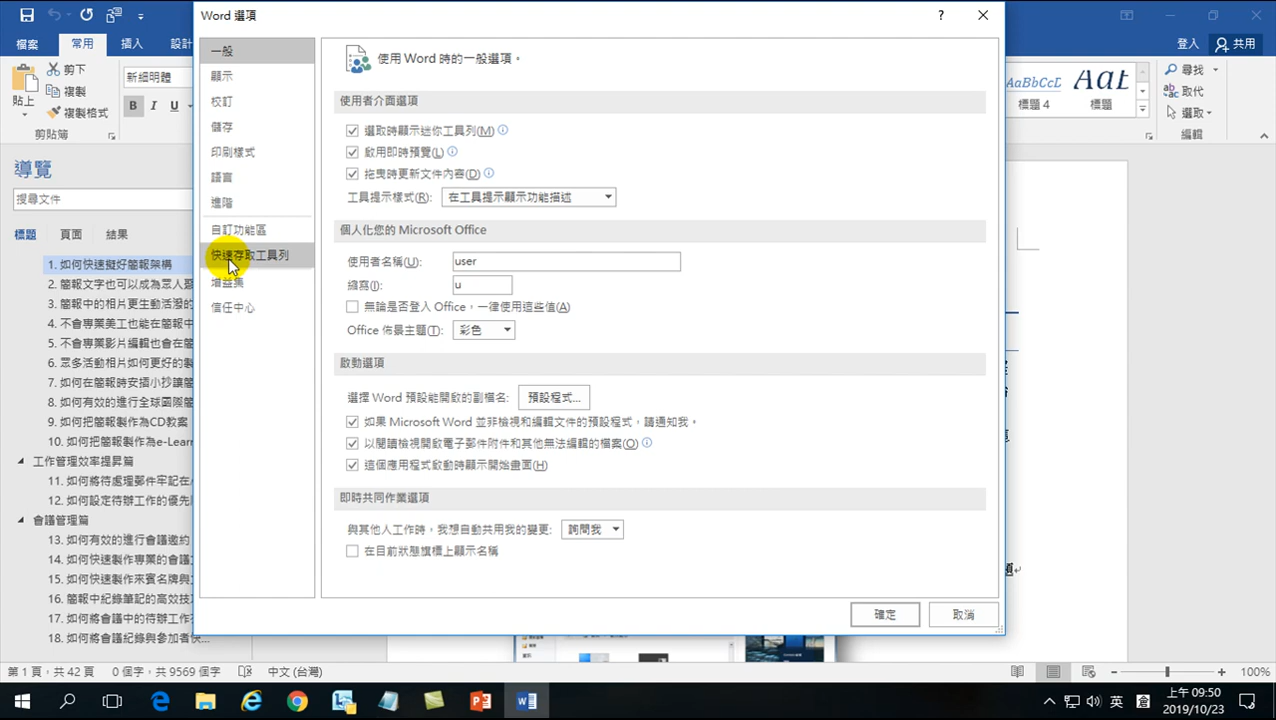 Word 選項
?
檔案 常用 插入 設計
登入 共用
貼上
剪下
複製
複製格式
剪貼簿
新細明體
B I U
AaBbCcD 標題 4
AaB 標題
尋找
取代
選取
編輯
導覽
搜尋文件
標題 頁面 結果
1. 如何快速擬好簡報架構
2. 簡報文字也可以成為眾人聚
3. 簡報中的相片更生動活潑的
4. 不會專業美工也能在簡報中
5. 不會專業影片編輯也會在簡
6. 眾多活動相片如何更好的製
7. 如何在簡報時安插小抄讓簡
8. 如何有效的進行全球團隊簡
9. 如何把簡報製作為CD教案
10. 如何把簡報製作為e-Learn
工作管理效率提昇篇
11. 如何將待處理郵件牢記在
12. 如何設定待辦工作的優先
會議管理篇
13. 如何有效的進行會議邀約
14. 如何快速製作專業的會議
15. 如何快速製作來賓名牌與
16. 簡報中紀錄筆記的高效技
17. 如何將會議中的待辦工作
18. 如何將會議紀錄與參加者快...
一般
顯示
校訂
儲存
印刷樣式
語言
進階
自訂功能區
快速存取工具列
增益集
信任中心
使用 Word 時的一般選項。
使用者介面選項
選取時顯示迷你工具列(M)
啟用即時預覽(L)
拖曳時更新文件內容(D)
工具提示樣式(R): 在工具提示顯示功能描述
個人化您的 Microsoft Office
使用者名稱(U): user
縮寫(I): u
無論是否登入 Office，一律使用這些值(A)
Office 佈景主題(T): 彩色
啟動選項
選擇 Word 預設能開啟的副檔名: 預設程式...
如果 Microsoft Word 並非檢視和編輯文件的預設程式，請通知我。
以閱讀檢視開啟電子郵件附件和其他無法編輯的檔案(O)
這個應用程式啟動時顯示開始畫面(H)
即時共同作業選項
與其他人工作時，我想自動共用我的變更: 詢問我
在目前狀態旗標上顯示名稱
確定 取消
第 1 頁，共 42 頁 0 個字，共 9569 個字 中文 (台灣)
100%
英
上午 09:50
2019/10/23